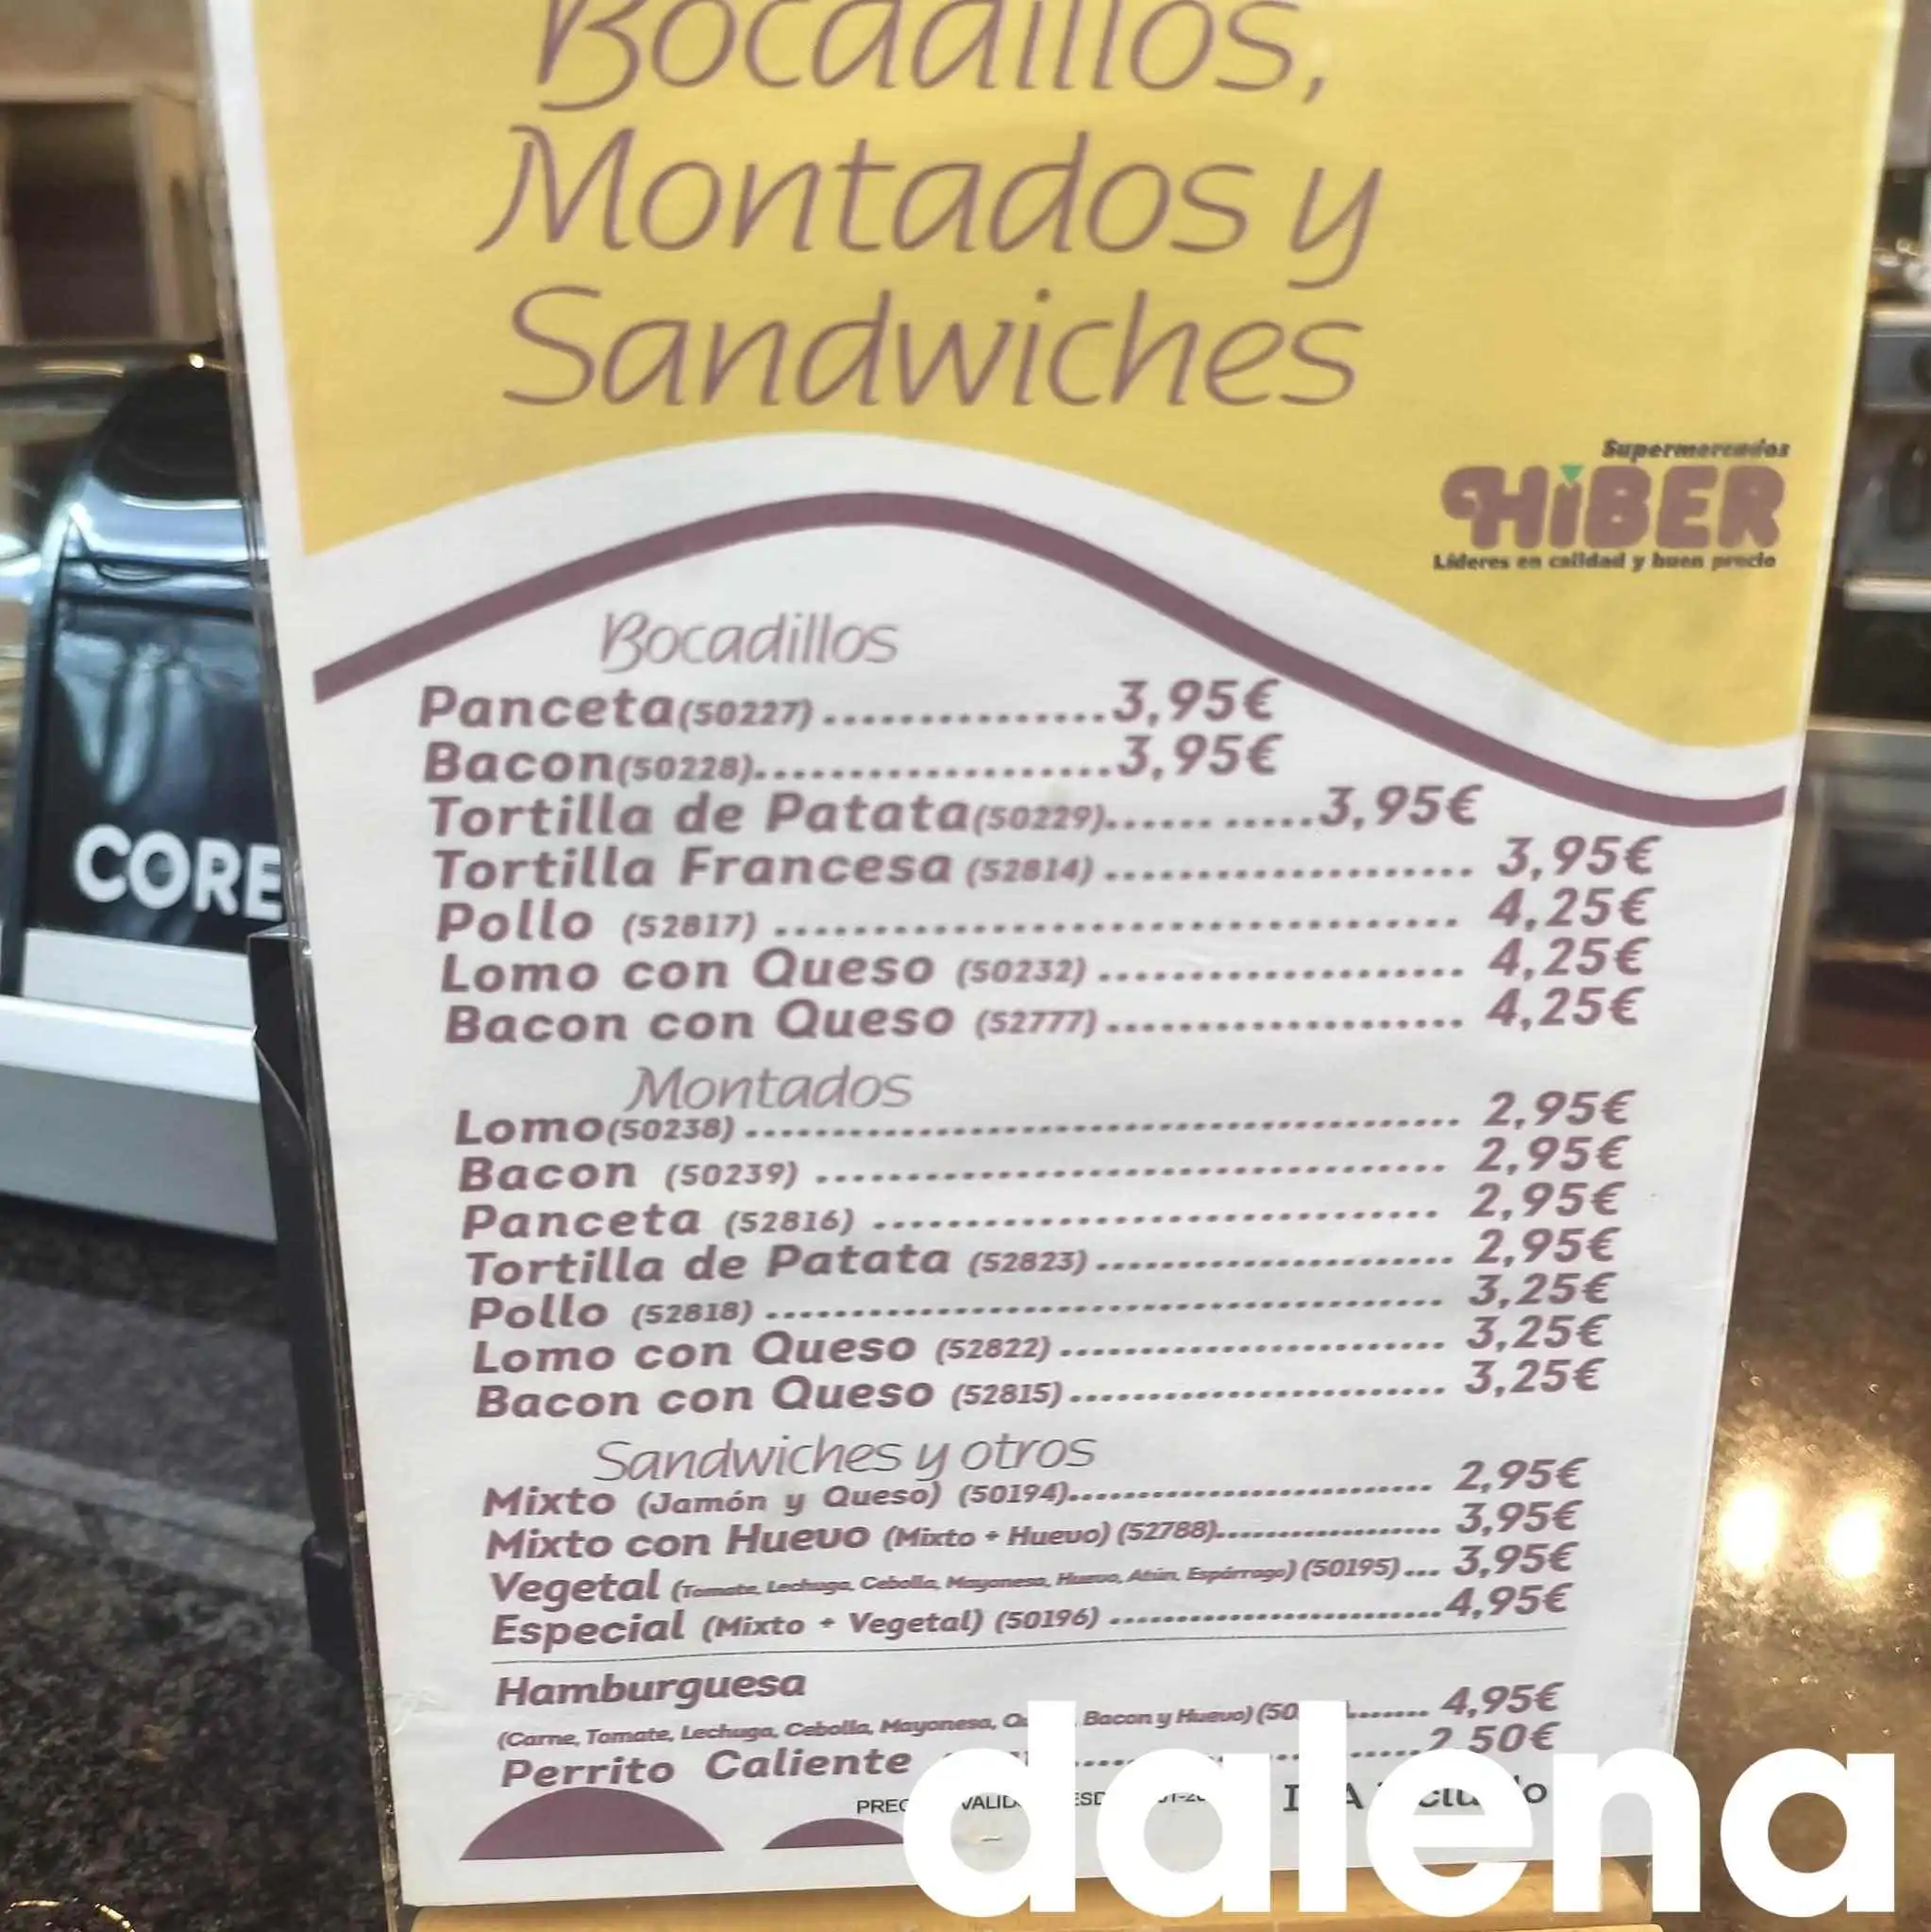 Bocadillos,
Montados y
Sandwiches
Supermercados
HiBER
Líderes en calidad y buen precio
CORE
Bocadillos
Panceta(50227)..................3,95€
Bacon(50228)......................3,95€
Tortilla de Patata(50229)............3,95€
Tortilla Francesa (52814) ...................... 3,95€
Pollo (52817) ........................................ 4,25€
Lomo con Queso (50232) ...................... 4,25€
Bacon con Queso (52777) ...................... 4,25€
Montados
Lomo(50238) ........................................ 2,95€
Bacon (50239) ...................................... 2,95€
Panceta (52816) .................................. 2,95€
Tortilla de Patata (52823) ...................... 2,95€
Pollo (52818) ........................................ 3,25€
Lomo con Queso (52822) ........................ 3,25€
Bacon con Queso (52815) ........................ 3,25€
Sandwiches y otros
Mixto (Jamón y Queso) (50194)........................ 2,95€
Mixto con Huevo (Mixto + Huevo) (52788)................ 3,95€
Vegetal (Tomate, Lechuga, Cebolla, Mayonesa, Huevo, Atún, Espárrago) (50195)... 3,95€
Especial (Mixto + Vegetal) (50196) ........................4,95€
Hamburguesa
(Carne, Tomate, Lechuga, Cebolla, Mayonesa, Bacon y Huevo) ....... 4,95€
Perrito Caliente ........ 2,50€
dalena